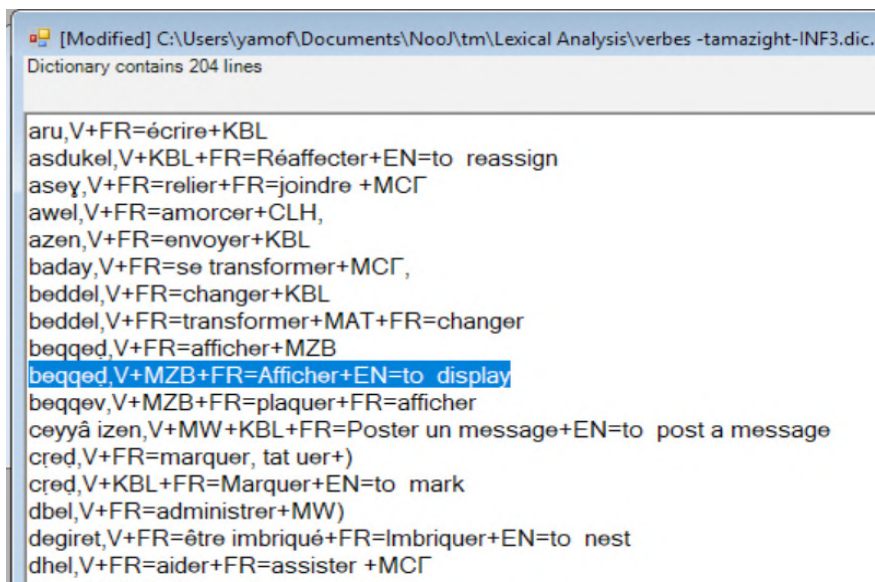 [Modified] C:\Users\yamof\Documents\NooJ\tm\Lexical Analysis\verbes -tamazight-INF3.dic.
Dictionary contains 204 lines
aru,V+FR=écrire+KBL
asdukel,V+KBL+FR=Réaffecter+EN=to  reassign
aseɣ,V+FR=relier+FR=joindre +MCΓ
awel,V+FR=amorcer+CLH,
azen,V+FR=envoyer+KBL
baday,V+FR=se transformer+MCΓ,
beddel,V+FR=changer+KBL
beddel,V+FR=transformer+MAT+FR=changer
beqqeḍ,V+FR=afficher+MZB
beqqeḍ,V+MZB+FR=Afficher+EN=to  display
beqqev,V+MZB+FR=plaquer+FR=afficher
ceyyâ izen,V+MW+KBL+FR=Poster un message+EN=to  post a message
cṛeḍ,V+FR=marquer, tat uer+)
cṛeḍ,V+KBL+FR=Marquer+EN=to  mark
dbel,V+FR=administrer+MW)
degiret,V+FR=être imbriqué+FR=Imbriquer+EN=to  nest
dhel,V+FR=aider+FR=assister +MCΓ